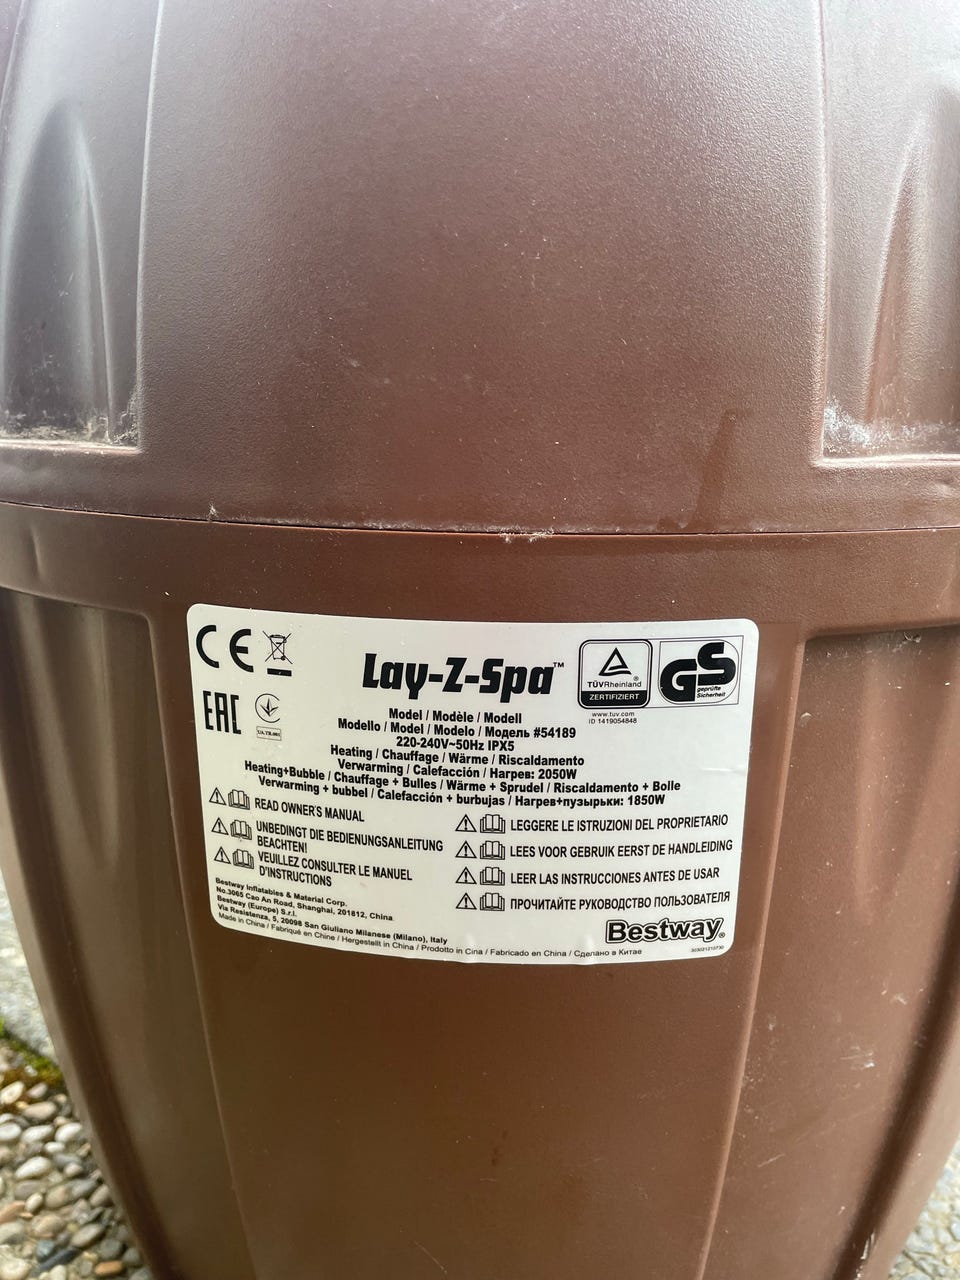 CE
Lay-Z-Spa™
TÜVRheinland®
ZERTIFIZIERT
www.tuv.com
ID 1419054848
GS
geprüfte
Sicherheit
EAC
UA.TR.001
Model / Modèle / Modell
Modello / Model / Modelo / Модель #54189
220-240V~50Hz IPX5
Heating / Chauffage / Wärme / Riscaldamento
Verwarming / Calefacción / Нагрев: 2050W
Heating+Bubble / Chauffage + Bulles / Wärme + Sprudel / Riscaldamento + Bolle
Verwarming + bubbel / Calefacción + burbujas / Нагрев+пузырьки: 1850W
READ OWNER'S MANUAL
UNBEDINGT DIE BEDIENUNGSANLEITUNG
BEACHTEN!
VEUILLEZ CONSULTER LE MANUEL
D'INSTRUCTIONS
LEGGERE LE ISTRUZIONI DEL PROPRIETARIO
LEES VOOR GEBRUIK EERST DE HANDLEIDING
LEER LAS INSTRUCCIONES ANTES DE USAR
ПРОЧИТАЙТЕ РУКОВОДСТВО ПОЛЬЗОВАТЕЛЯ
Bestway Inflatables & Material Corp.
No.3065 Cao An Road, Shanghai, 201812, China
Bestway (Europe) S.r.l.
Via Resistenza, 5, 20098 San Giuliano Milanese (Milano), Italy
Made in China / Fabriqué en Chine / Hergestellt in China / Prodotto in Cina / Fabricado en China / Сделано в Китае
Bestway®
303021210730